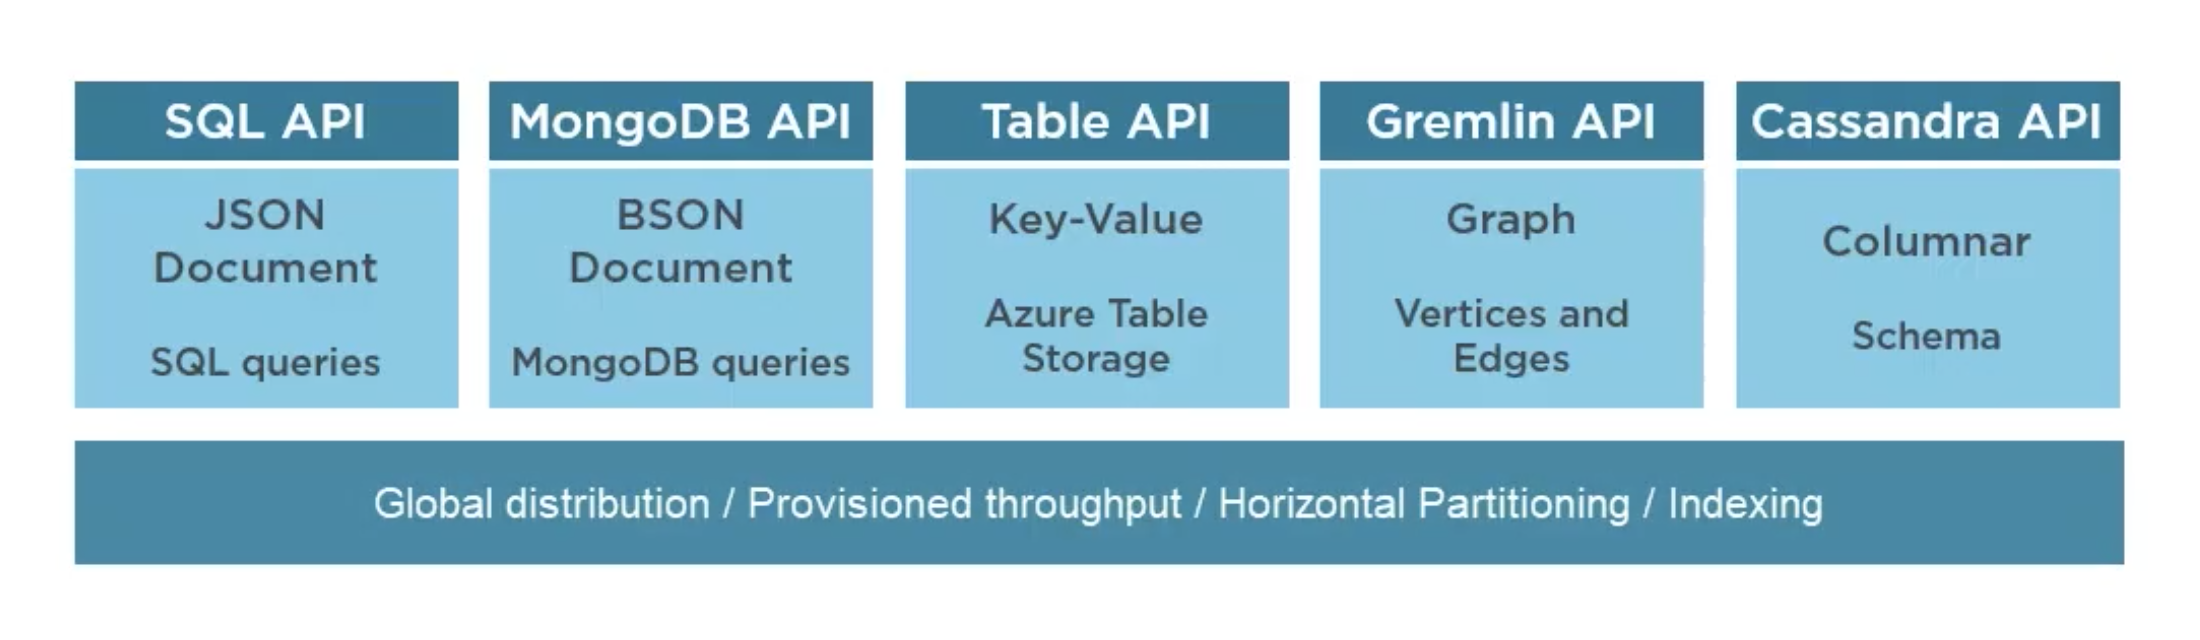 SQL API
JSON
Document
SQL queries
MongoDB API
BSON
Document
MongoDB queries
Table API
Key-Value
Azure Table
Storage
Gremlin API
Graph
Vertices and
Edges
Cassandra API
Columnar
Schema
Global distribution / Provisioned throughput / Horizontal Partitioning / Indexing